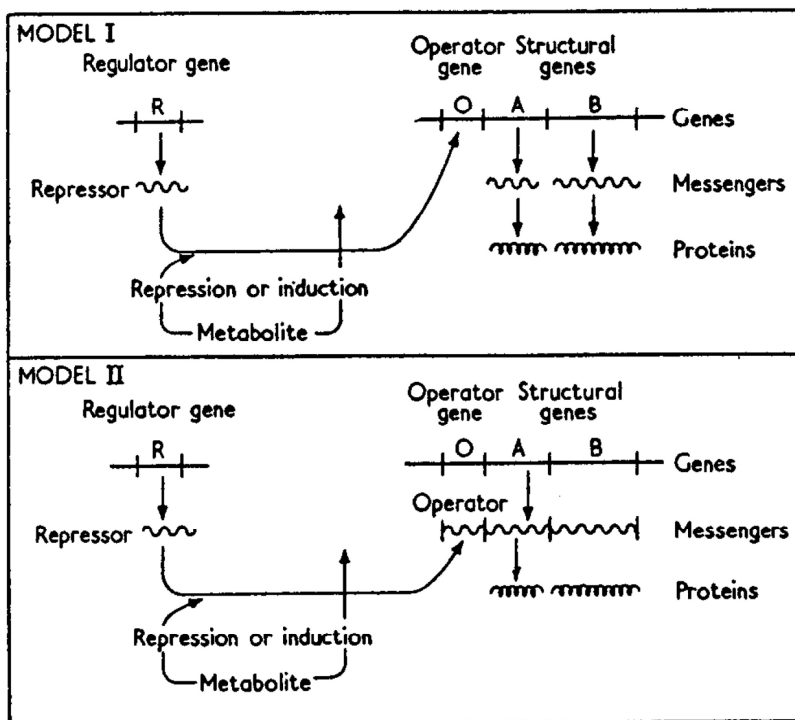 MODEL I
Regulator gene
Operator Structural
gene genes
R
O A B
Genes
Repressor
Messengers
Proteins
Repression or induction
Metabolite
MODEL II
Regulator gene
Operator Structural
gene genes
R
O A B
Genes
Operator
Repressor
Messengers
Proteins
Repression or induction
Metabolite